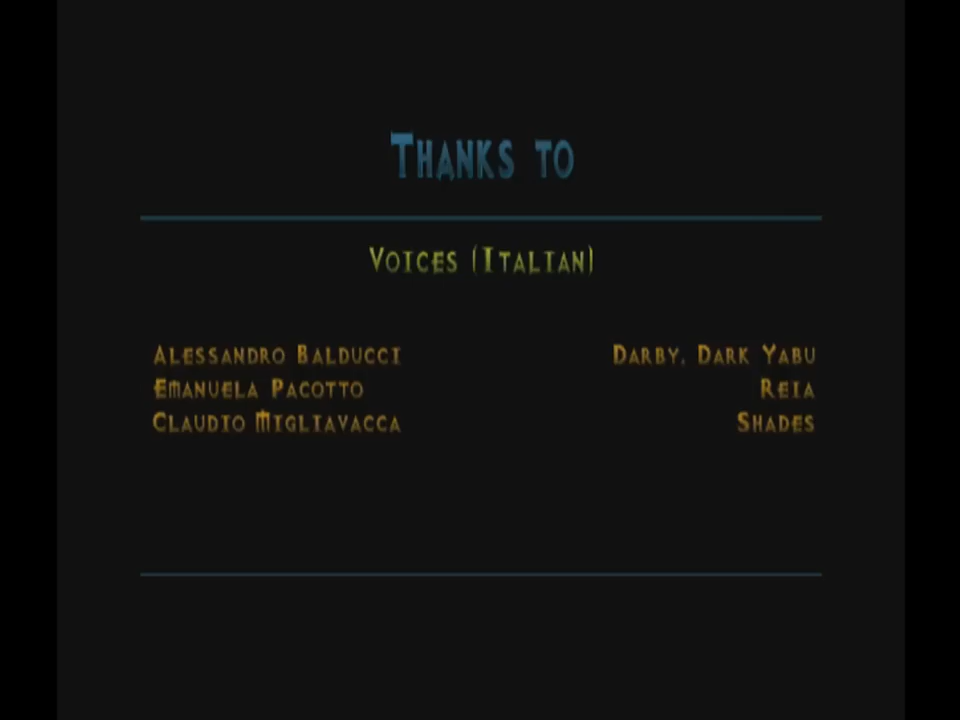 Thanks to
Voices (Italian)
Alessandro Balducci Darby, Dark Yabu
Emanuela Pacotto Reia
Claudio Migliavacca Shades